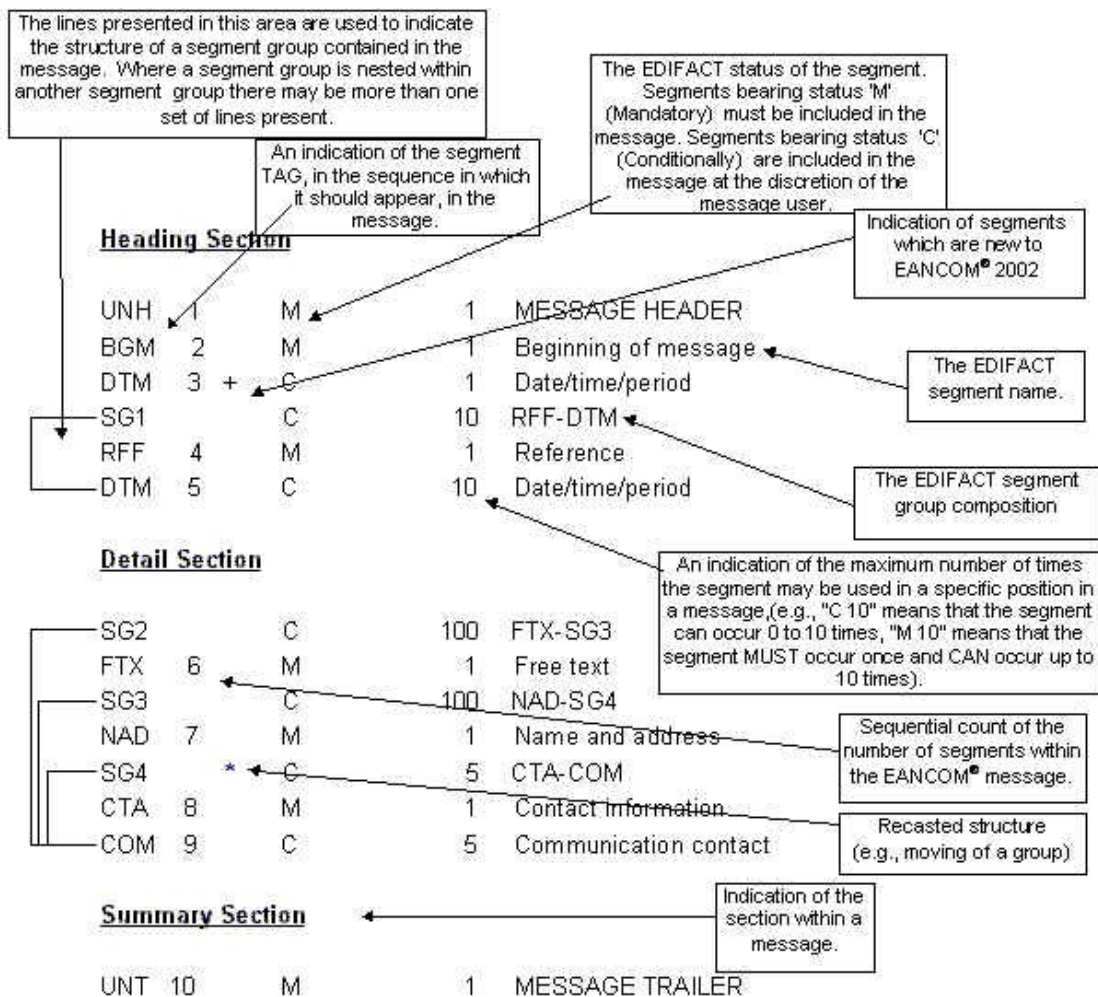 The lines presented in this area are used to indicate
the structure of a segment group contained in the
message. Where a segment group is nested within
another segment group there may be more than one
set of lines present.
The EDIFACT status of the segment.
Segments bearing status 'M'
(Mandatory) must be included in the
message. Segments bearing status 'C'
(Conditionally) are included in the
message at the discretion of the
message user.
An indication of the segment
TAG, in the sequence in which
it should appear, in the
message.
Indication of segments
which are new to
EANCOM® 2002
Heading Section
UNH 1 M 1 MESSAGE HEADER
BGM 2 M 1 Beginning of message
DTM 3 + C 1 Date/time/period
SG1 C 10 RFF-DTM
RFF 4 M 1 Reference
DTM 5 C 10 Date/time/period
The EDIFACT
segment name.
The EDIFACT segment
group composition
Detail Section
An indication of the maximum number of times
the segment may be used in a specific position in
a message,(e.g., "C 10" means that the segment
can occur 0 to 10 times, "M 10" means that the
segment MUST occur once and CAN occur up to
10 times).
SG2 C 100 FTX-SG3
FTX 6 M 1 Free text
SG3 C 100 NAD-SG4
NAD 7 M 1 Name and address
SG4 * C 5 CTA-COM
CTA 8 M 1 Contact Information
COM 9 C 5 Communication contact
Sequential count of the
number of segments within
the EANCOM® message.
Recasted structure
(e.g., moving of a group)
Summary Section
Indication of the
section within a
message.
UNT 10 M 1 MESSAGE TRAILER